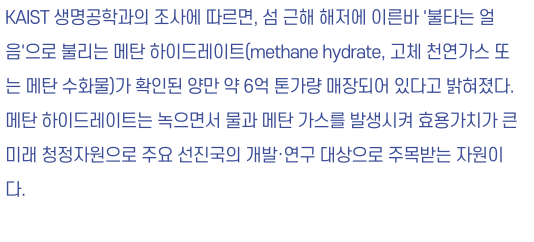 KAIST 생명공학과의 조사에 따르면, 섬 근해 해저에 이른바 '불타는 얼
음'으로 불리는 메탄 하이드레이트(methane hydrate, 고체 천연가스 또
는 메탄 수화물)가 확인된 양만 약 6억 톤가량 매장되어 있다고 밝혀졌다.
메탄 하이드레이트는 녹으면서 물과 메탄 가스를 발생시켜 효용가치가 큰
미래 청정자원으로 주요 선진국의 개발·연구 대상으로 주목받는 자원이
다.